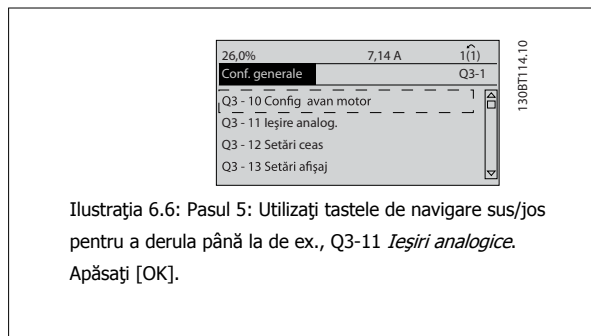 26,0% 7,14 A 1(1)
Conf. generale Q3-1
Q3 - 10 Config avan motor
Q3 - 11 Ieşire analog.
Q3 - 12 Setări ceas
Q3 - 13 Setări afişaj
130BT114.10
Ilustraţia 6.6: Pasul 5: Utilizaţi tastele de navigare sus/jos
pentru a derula până la de ex., Q3-11 Ieşiri analogice.
Apăsaţi [OK].